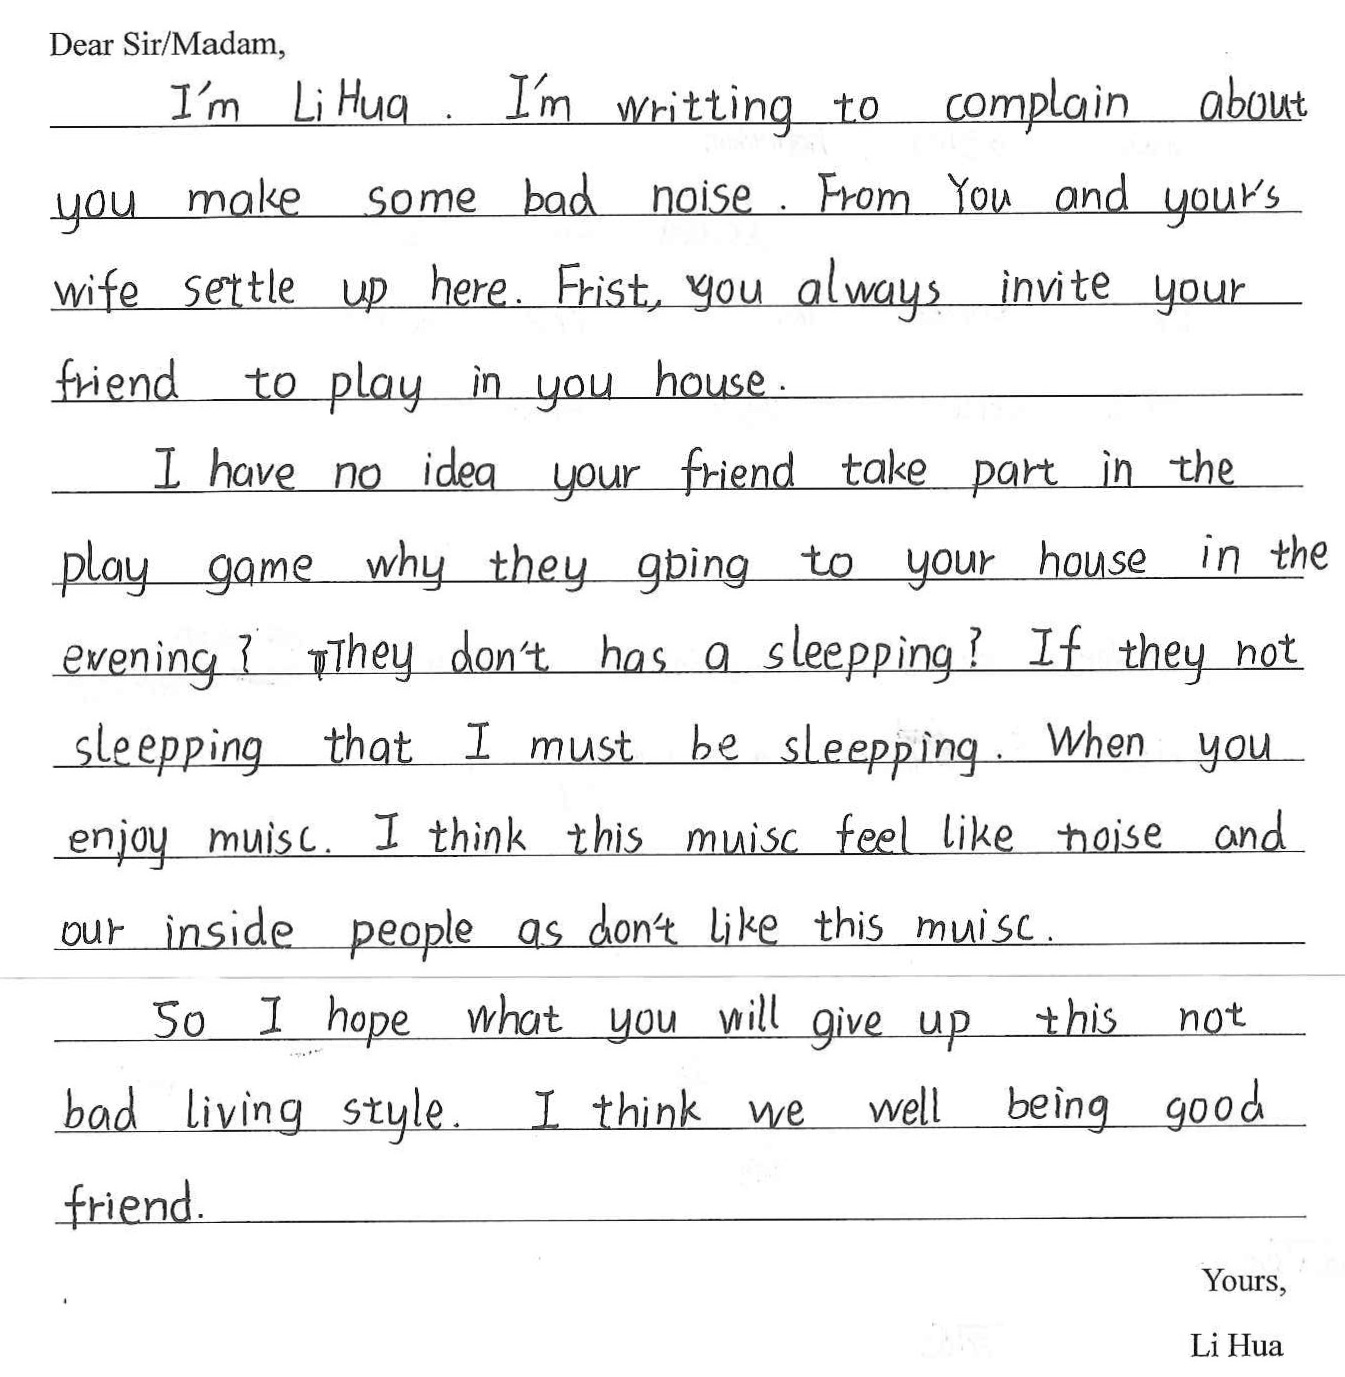 Dear Sir/Madam,
I'm Li Hua. I'm writting to complain about
you make some bad noise. From You and your's
wife settle up here. Frist, you always invite your
friend to play in you house.
I have no idea your friend take part in the
play game why they going to your house in the
evening? They don't has a sleepping? If they not
sleepping that I must be sleepping. When you
enjoy muisc. I think this muisc feel like noise and
our inside people as don't like this muisc.
So I hope what you will give up this not
bad living style. I think we well being good
friend.
Yours,
Li Hua